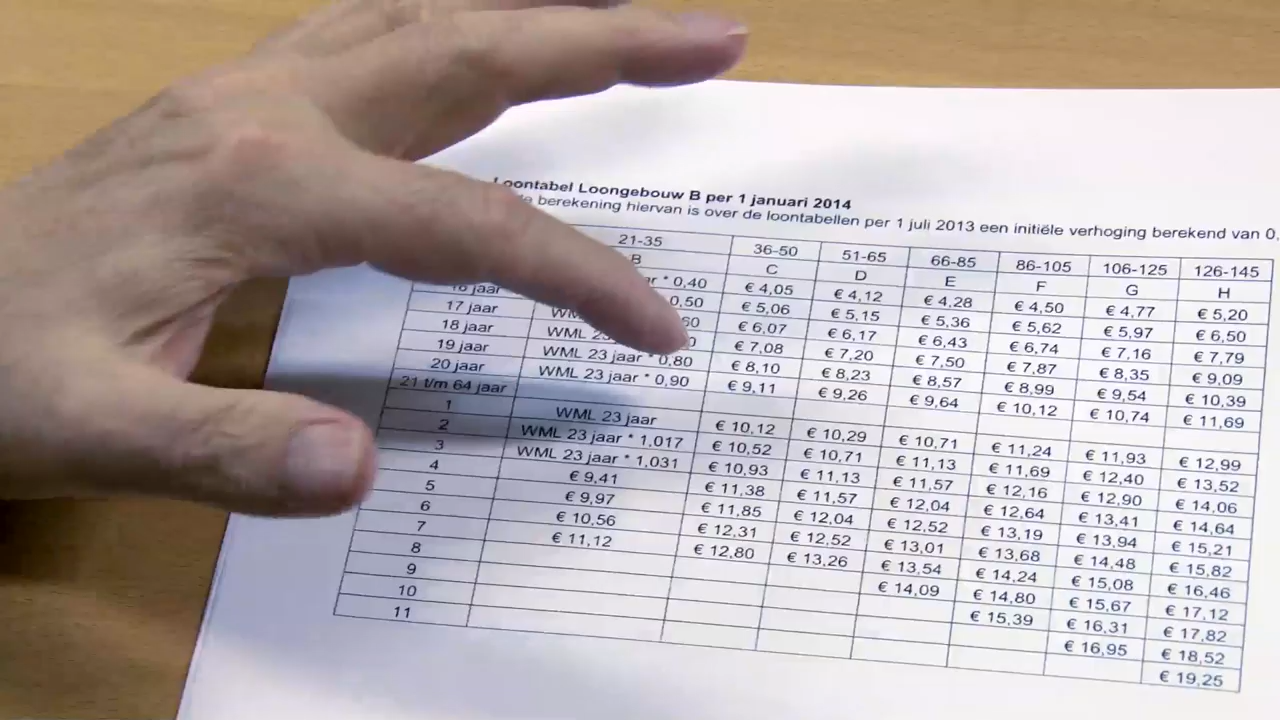 Loontabel Loongebouw B per 1 januari 2014
berekening hiervan is over de loontabellen per 1 juli 2013 een initiële verhoging berekend van 0,
21-35 36-50 51-65 66-85 86-105 106-125 126-145
B C D E F G H
* 0,40 € 4,05 € 4,12 € 4,28 € 4,50 € 4,77 € 5,20
16 jaar 0,50 € 5,06 € 5,15 € 5,36 € 5,62 € 5,97 € 6,50
17 jaar € 6,07 € 6,17 € 6,43 € 6,74 € 7,16 € 7,79
18 jaar WML 23 € 7,08 € 7,20 € 7,50 € 7,87 € 8,35 € 9,09
19 jaar WML 23 jaar * 0,80 € 8,10 € 8,23 € 8,57 € 8,99 € 9,54 € 10,39
20 jaar WML 23 jaar * 0,90 € 9,11 € 9,26 € 9,64 € 10,12 € 10,74 € 11,69
21 t/m 64 jaar
1 WML 23 jaar € 10,12 € 10,29 € 10,71 € 11,24 € 11,93 € 12,99
2 WML 23 jaar * 1,017 € 10,52 € 10,71 € 11,13 € 11,69 € 12,40 € 13,52
3 WML 23 jaar * 1,031 € 10,93 € 11,13 € 11,57 € 12,16 € 12,90 € 14,06
4 € 9,41 € 11,38 € 11,57 € 12,04 € 12,64 € 13,41 € 14,64
5 € 9,97 € 11,85 € 12,04 € 12,52 € 13,19 € 13,94 € 15,21
6 € 10,56 € 12,31 € 12,52 € 13,01 € 13,68 € 14,48 € 15,82
7 € 11,12 € 12,80 € 13,26 € 13,54 € 14,24 € 15,08 € 16,46
8 € 14,09 € 14,80 € 15,67 € 17,12
9 € 15,39 € 16,31 € 17,82
10 € 16,95 € 18,52
11 € 19,25